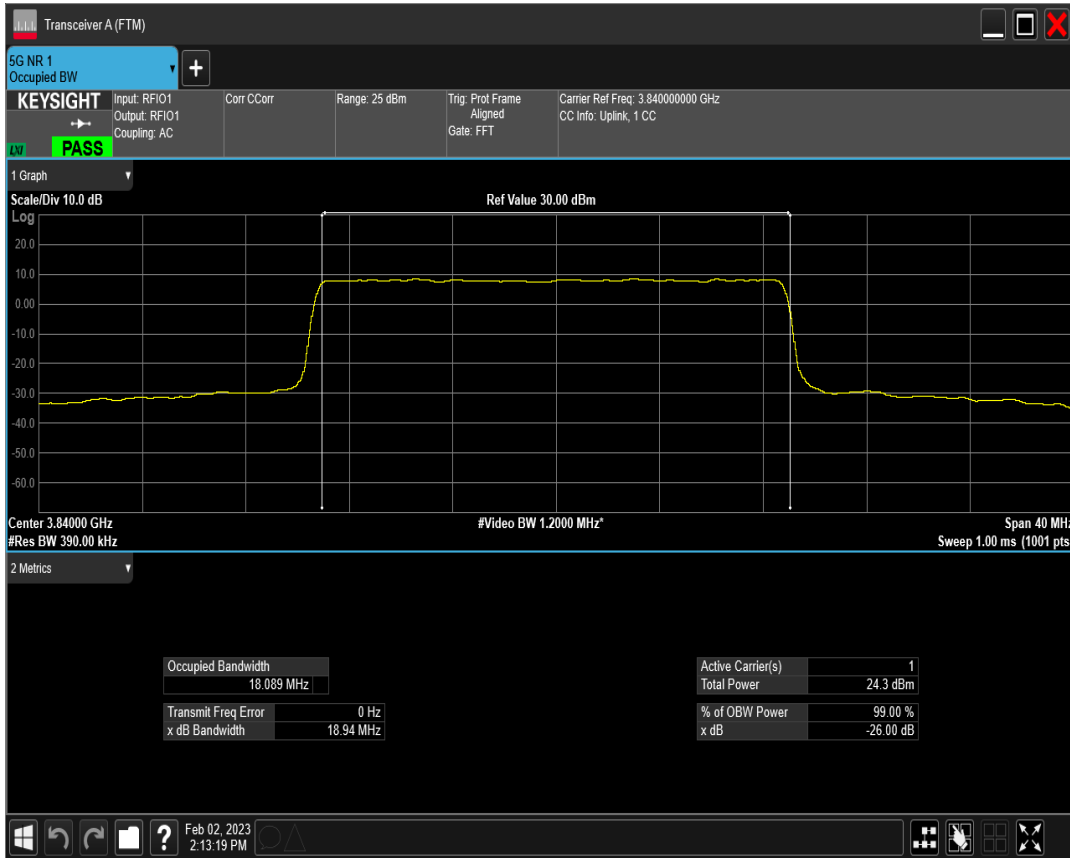 Transceiver A (FTM)
5G NR 1
Occupied BW
+
KEYSIGHT
Input: RFIO1
Output: RFIO1
Coupling: AC
Corr CCorr
Range: 25 dBm
Trig: Prot Frame
Aligned
Gate: FFT
Carrier Ref Freq: 3.840000000 GHz
CC Info: Uplink, 1 CC
LXI
PASS
1 Graph
Scale/Div 10.0 dB
Ref Value 30.00 dBm
Log
20.0
10.0
0.00
-10.0
-20.0
-30.0
-40.0
-50.0
-60.0
Center 3.84000 GHz
#Video BW 1.2000 MHz*
Span 40 MHz
#Res BW 390.00 kHz
Sweep 1.00 ms (1001 pts
2 Metrics
Occupied Bandwidth
18.089 MHz
Transmit Freq Error 0 Hz
x dB Bandwidth 18.94 MHz
Active Carrier(s) 1
Total Power 24.3 dBm
% of OBW Power 99.00 %
x dB -26.00 dB
?
Feb 02, 2023
2:13:19 PM